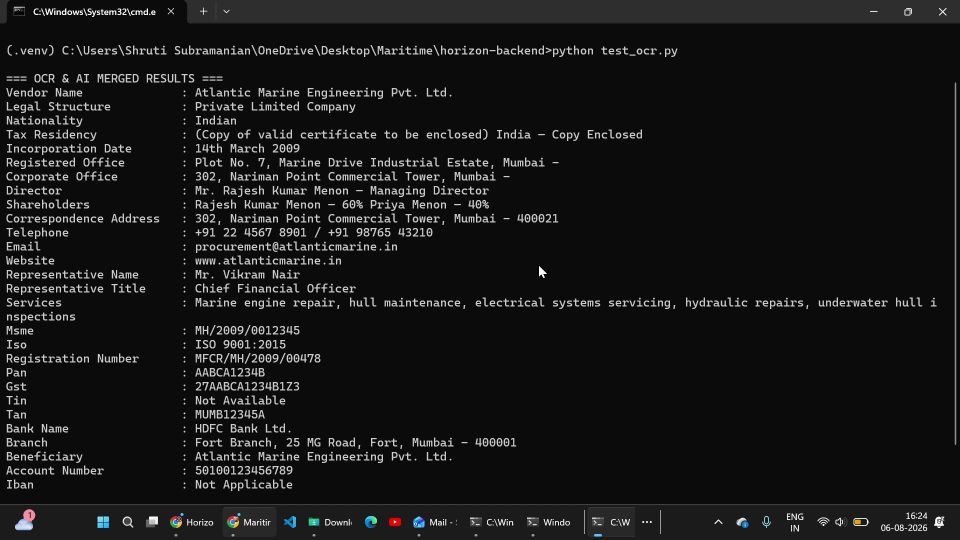 C:\Windows\System32\cmd.e
(.venv) C:\Users\Shruti Subramanian\OneDrive\Desktop\Maritime\horizon-backend>python test_ocr.py
=== OCR & AI MERGED RESULTS ===
Vendor Name : Atlantic Marine Engineering Pvt. Ltd.
Legal Structure : Private Limited Company
Nationality : Indian
Tax Residency : (Copy of valid certificate to be enclosed) India – Copy Enclosed
Incorporation Date : 14th March 2009
Registered Office : Plot No. 7, Marine Drive Industrial Estate, Mumbai –
Corporate Office : 302, Nariman Point Commercial Tower, Mumbai –
Director : Mr. Rajesh Kumar Menon – Managing Director
Shareholders : Rajesh Kumar Menon – 60% Priya Menon – 40%
Correspondence Address : 302, Nariman Point Commercial Tower, Mumbai – 400021
Telephone : +91 22 4567 8901 / +91 98765 43210
Email : procurement@atlanticmarine.in
Website : www.atlanticmarine.in
Representative Name : Mr. Vikram Nair
Representative Title : Chief Financial Officer
Services : Marine engine repair, hull maintenance, electrical systems servicing, hydraulic repairs, underwater hull i
nspections
Msme : MH/2009/0012345
Iso : ISO 9001:2015
Registration Number : MFCR/MH/2009/00478
Pan : AABCA1234B
Gst : 27AABCA1234B1Z3
Tin : Not Available
Tan : MUMB12345A
Bank Name : HDFC Bank Ltd.
Branch : Fort Branch, 25 MG Road, Fort, Mumbai – 400001
Beneficiary : Atlantic Marine Engineering Pvt. Ltd.
Account Number : 50100123456789
Iban : Not Applicable
1 Horizo Maritir Downl Mail - C:\Win Windo C:\W ENG 16:24
IN 06-08-2026